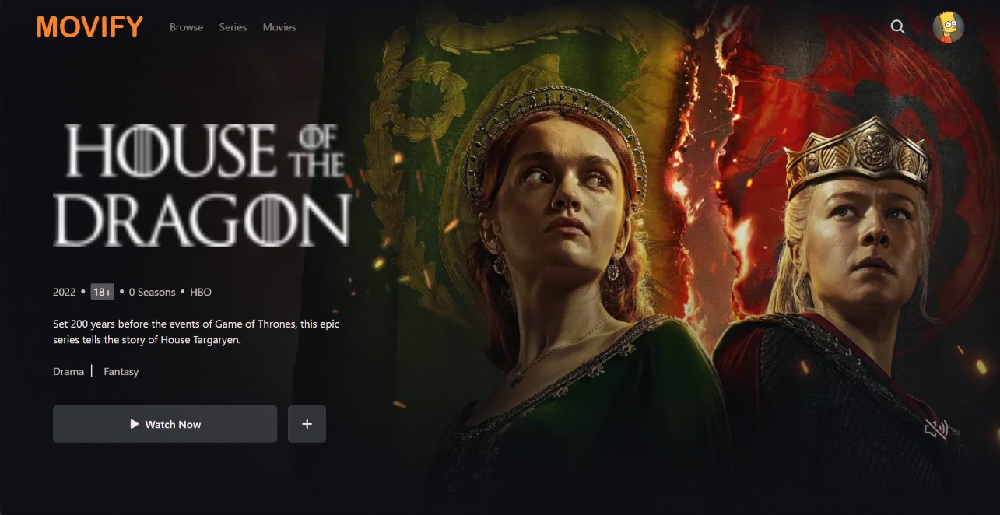 MOVIFY Browse Series Movies
HOUSE OF THE
DRAGON
2022 • 18+ • 0 Seasons • HBO
Set 200 years before the events of Game of Thrones, this epic
series tells the story of House Targaryen.
Drama | Fantasy
Watch Now +